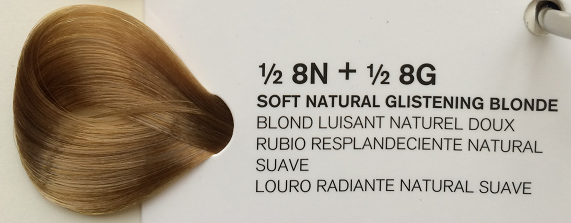 ½ 8N + ½ 8G
SOFT NATURAL GLISTENING BLONDE
BLOND LUISANT NATUREL DOUX
RUBIO RESPLANDECIENTE NATURAL
SUAVE
LOURO RADIANTE NATURAL SUAVE